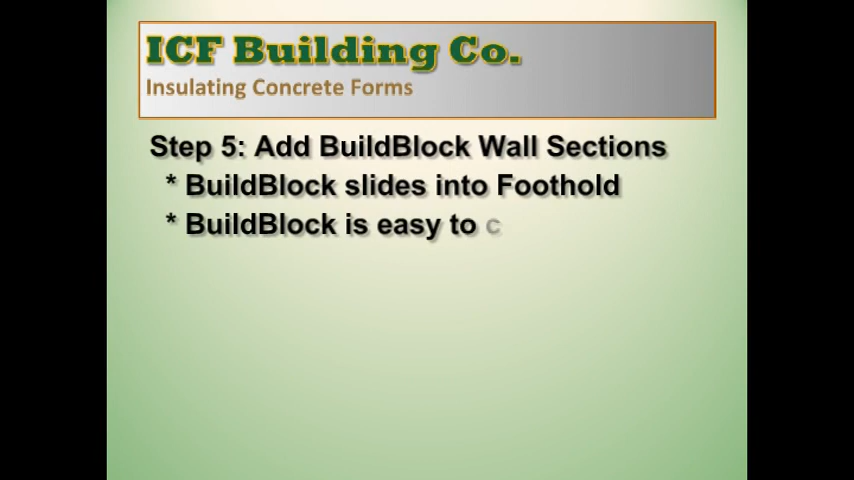 ICF Building Co.
Insulating Concrete Forms
Step 5: Add BuildBlock Wall Sections
* BuildBlock slides into Foothold
* BuildBlock is easy to c